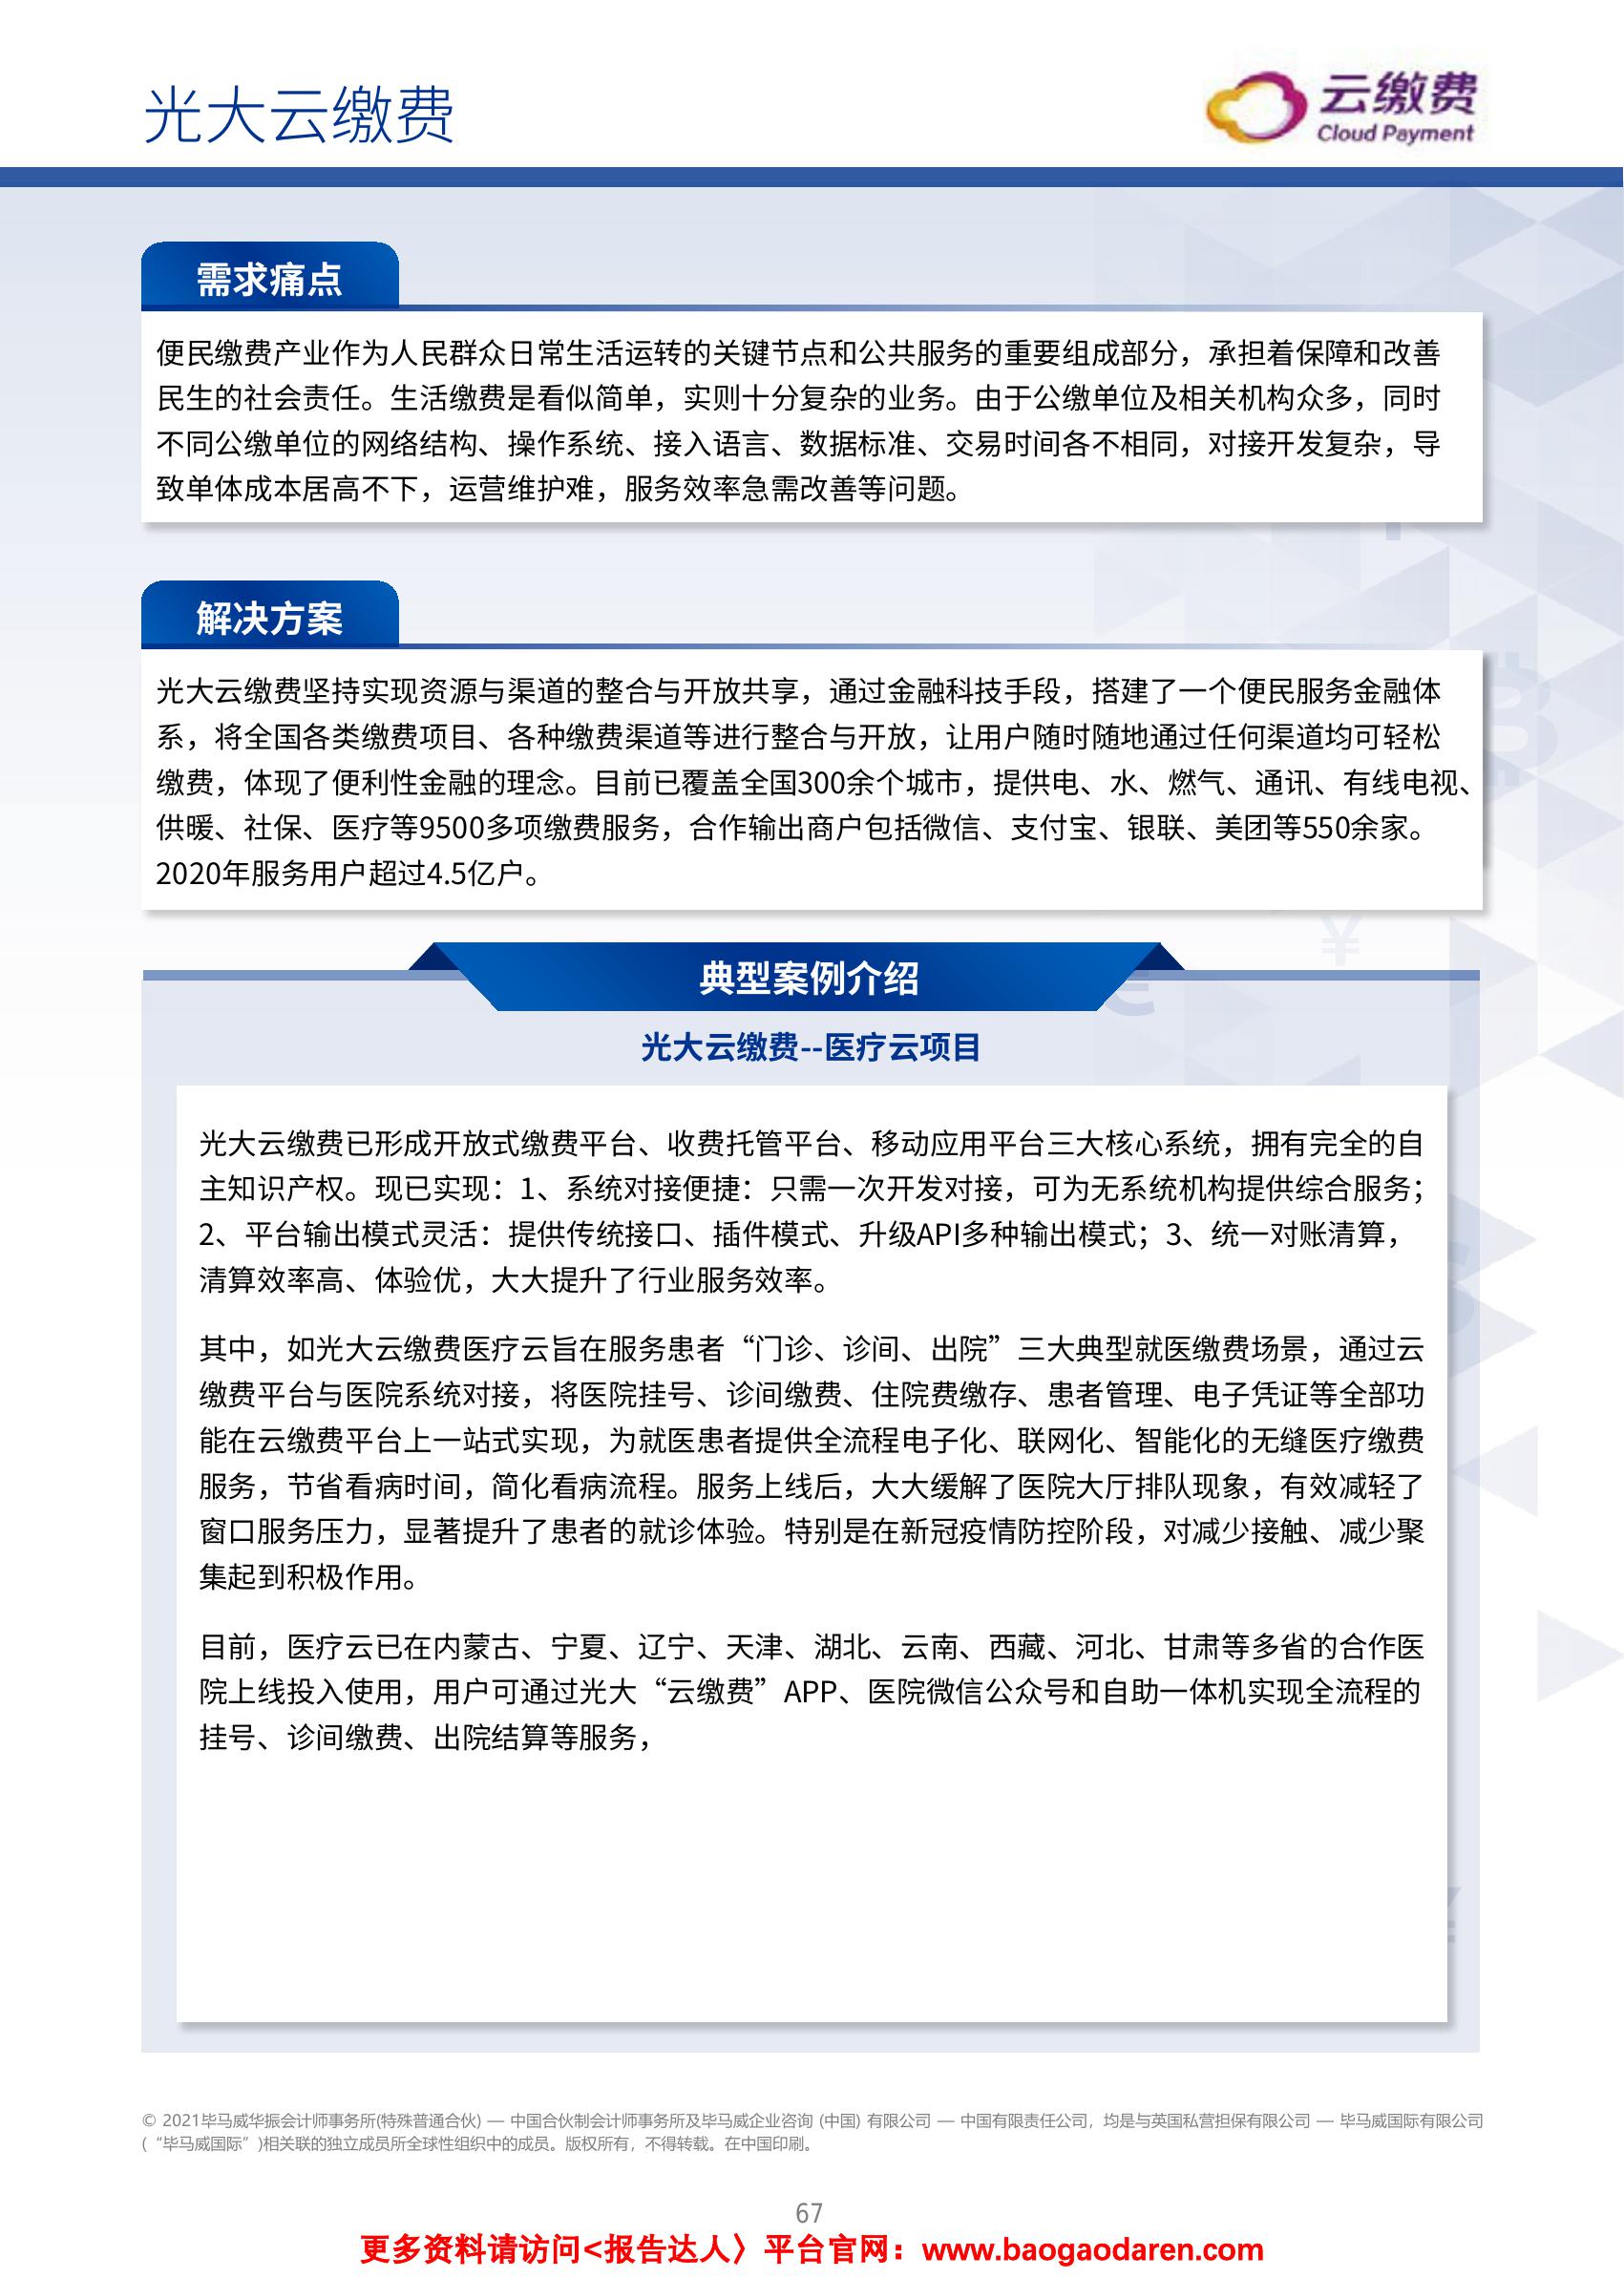 光大云缴费
云缴费
Cloud Payment
需求痛点
便民缴费产业作为人民群众日常生活运转的关键节点和公共服务的重要组成部分，承担着保障和改善
民生的社会责任。生活缴费是看似简单，实则十分复杂的业务。由于公缴单位及相关机构众多，同时
不同公缴单位的网络结构、操作系统、接入语言、数据标准、交易时间各不相同，对接开发复杂，导
致单体成本居高不下，运营维护难，服务效率急需改善等问题。
解决方案
光大云缴费坚持实现资源与渠道的整合与开放共享，通过金融科技手段，搭建了一个便民服务金融体
系，将全国各类缴费项目、各种缴费渠道等进行整合与开放，让用户随时随地通过任何渠道均可轻松
缴费，体现了便利性金融的理念。目前已覆盖全国300余个城市，提供电、水、燃气、通讯、有线电视、
供暖、社保、医疗等9500多项缴费服务，合作输出商户包括微信、支付宝、银联、美团等550余家。
2020年服务用户超过4.5亿户。
典型案例介绍
光大云缴费--医疗云项目
光大云缴费已形成开放式缴费平台、收费托管平台、移动应用平台三大核心系统，拥有完全的自
主知识产权。现已实现：1、系统对接便捷：只需一次开发对接，可为无系统机构提供综合服务；
2、平台输出模式灵活：提供传统接口、插件模式、升级API多种输出模式；3、统一对账清算，
清算效率高、体验优，大大提升了行业服务效率。
其中，如光大云缴费医疗云旨在服务患者“门诊、诊间、出院”三大典型就医缴费场景，通过云
缴费平台与医院系统对接，将医院挂号、诊间缴费、住院费缴存、患者管理、电子凭证等全部功
能在云缴费平台上一站式实现，为就医患者提供全流程电子化、联网化、智能化的无缝医疗缴费
服务，节省看病时间，简化看病流程。服务上线后，大大缓解了医院大厅排队现象，有效减轻了
窗口服务压力，显著提升了患者的就诊体验。特别是在新冠疫情防控阶段，对减少接触、减少聚
集起到积极作用。
目前，医疗云已在内蒙古、宁夏、辽宁、天津、湖北、云南、西藏、河北、甘肃等多省的合作医
院上线投入使用，用户可通过光大“云缴费”APP、医院微信公众号和自助一体机实现全流程的
挂号、诊间缴费、出院结算等服务，
© 2021毕马威华振会计师事务所(特殊普通合伙) — 中国合伙制会计师事务所及毕马威企业咨询 (中国) 有限公司 — 中国有限责任公司，均是与英国私营担保有限公司 — 毕马威国际有限公司
(“毕马威国际”)相关联的独立成员所全球性组织中的成员。版权所有，不得转载。在中国印刷。
67
更多资料请访问<报告达人〉平台官网：www.baogaodaren.com